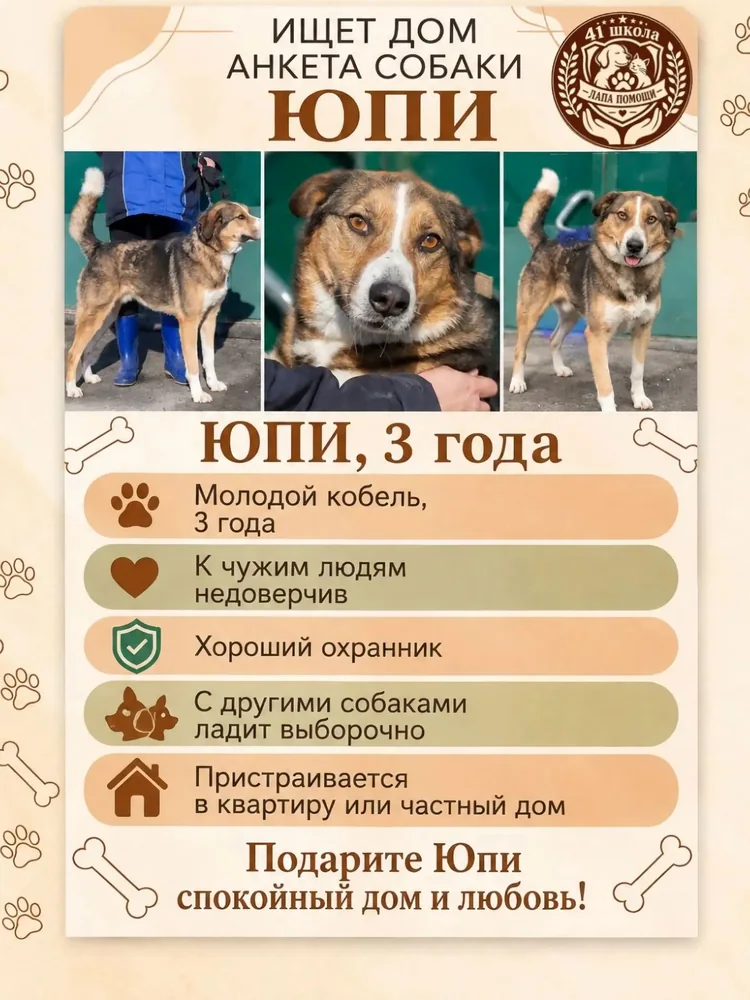 ИЩЕТ ДОМ
АНКЕТА СОБАКИ
ЮПИ
41 школа
ЛАПА ПОМОЩИ
ЮПИ, 3 года
Молодой кобель,
3 года
К чужим людям
недоверчив
Хороший охранник
С другими собаками
ладит выборочно
Пристраивается
в квартиру или частный дом
Подарите Юпи
спокойный дом и любовь!